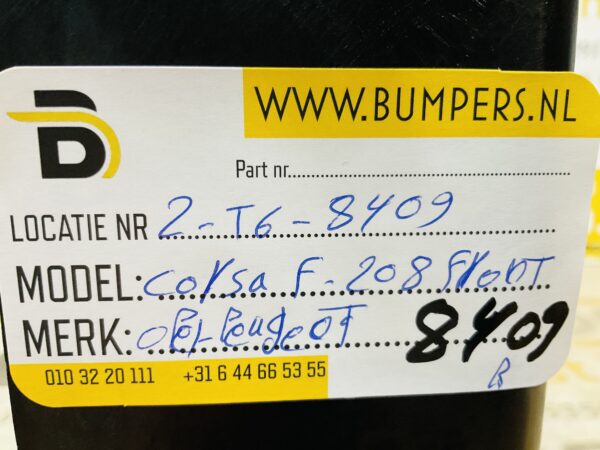 WWW.BUMPERS.NL
Part nr.
LOCATIE NR 2-T6-8409
MODEL: Corsa F-208 Front
MERK: Opel-Peugeot 8409
010 32 20 111 +31 6 44 66 53 55